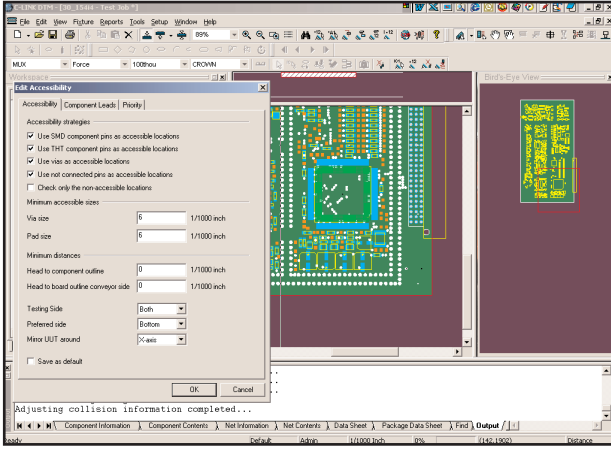 C-LINK DTM - [30_154i4 - Test Job *]
File Edit View Fixture Reports Tools Setup Window Help
89%
MUX Force 100thou CROWN
Workspace
Bird's-Eye View
Edit Accessibility
Accessibility Component Leads Priority
Accessibility strategies
Use SMD component pins as accessible locations
Use THT component pins as accessible locations
Use vias as accessible locations
Use not connected pins as accessible locations
Check only the non-accessible locations
Minimum accessible sizes
Via size 6 1/1000 inch
Pad size 6 1/1000 inch
Minimum distances
Head to component outline 0 1/1000 inch
Head to board outline conveyor side 0 1/1000 inch
Testing Side Both
Preferred side Bottom
Mirror UUT around X-axis
Save as default
OK Cancel
Adjusting collision information completed...
Component Information Component Contents Net Information Net Contents Data Sheet Package Data Sheet Find Output
eady Default Admin 1/1000 Inch 0% (142,1902) Distance